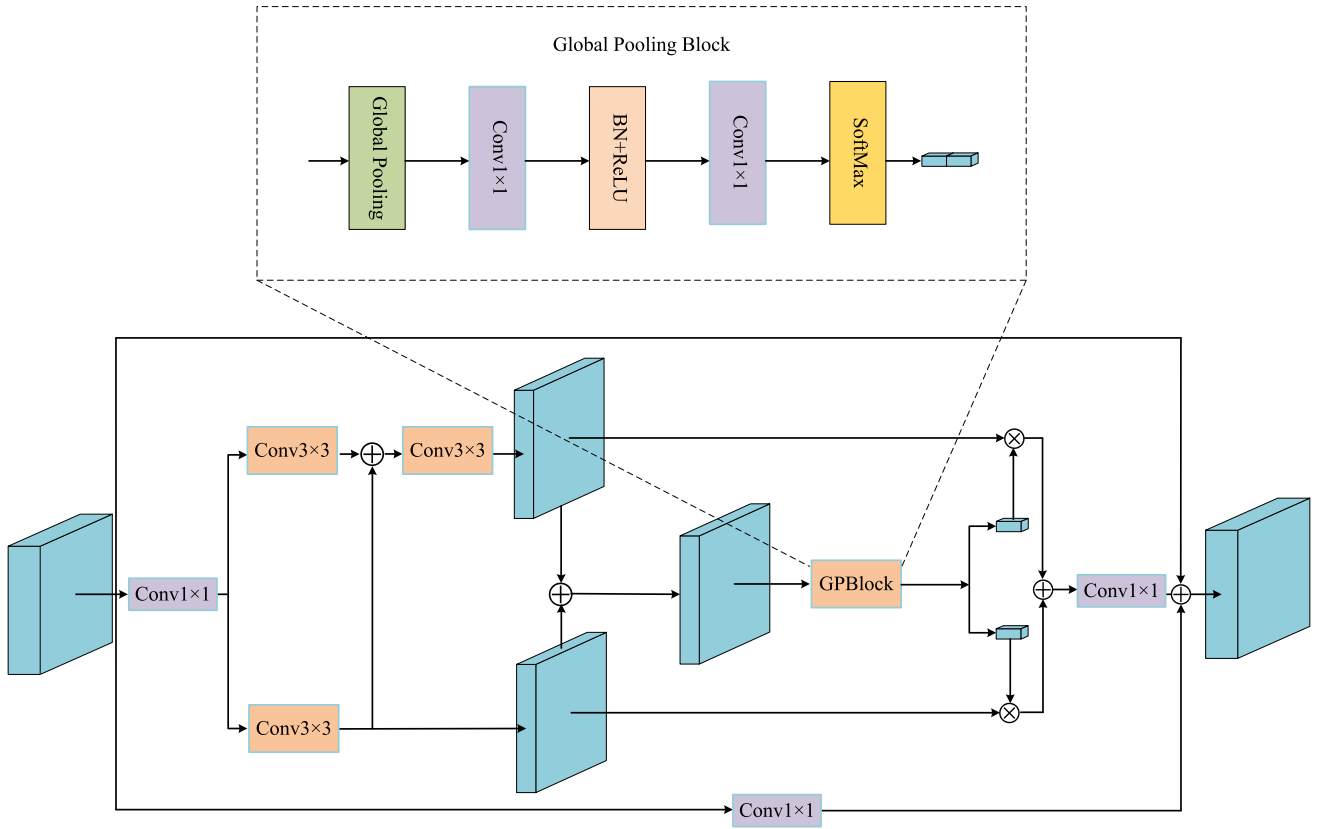 Global Pooling Block
Global Pooling
Conv1×1
BN+ReLU
Conv1×1
SoftMax
Conv3×3
Conv3×3
Conv1×1
GPBlock
Conv1×1
Conv3×3
Conv1×1